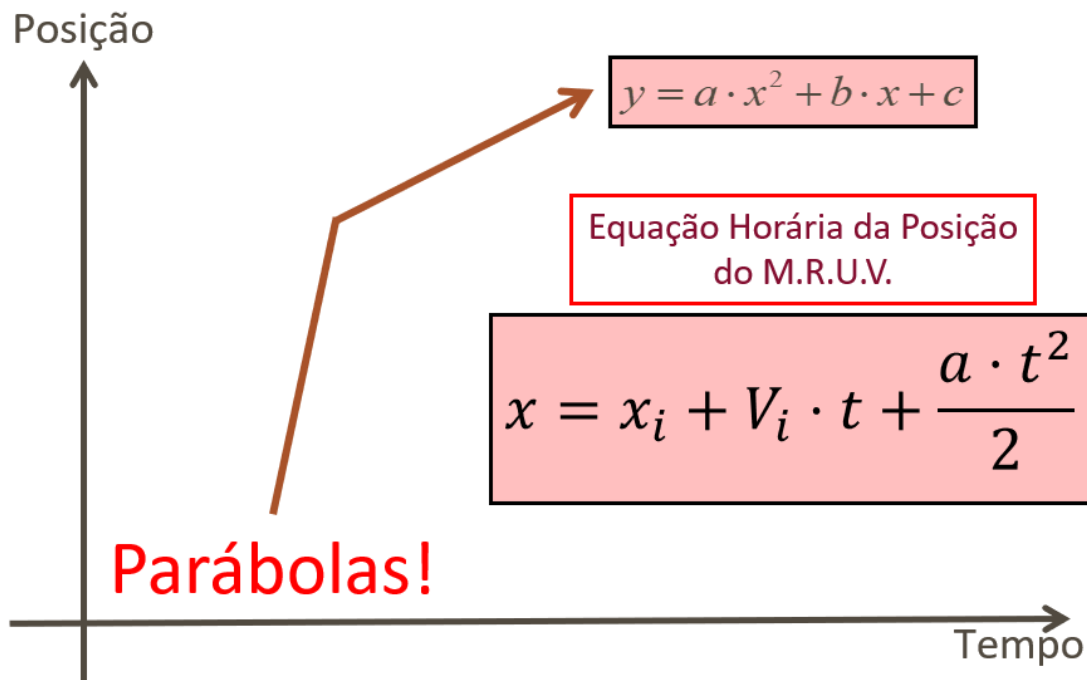 Posição
y = a · x² + b · x + c
Equação Horária da Posição
do M.R.U.V.
x = xᵢ + Vᵢ · t + a · t² / 2
Parábolas!
Tempo